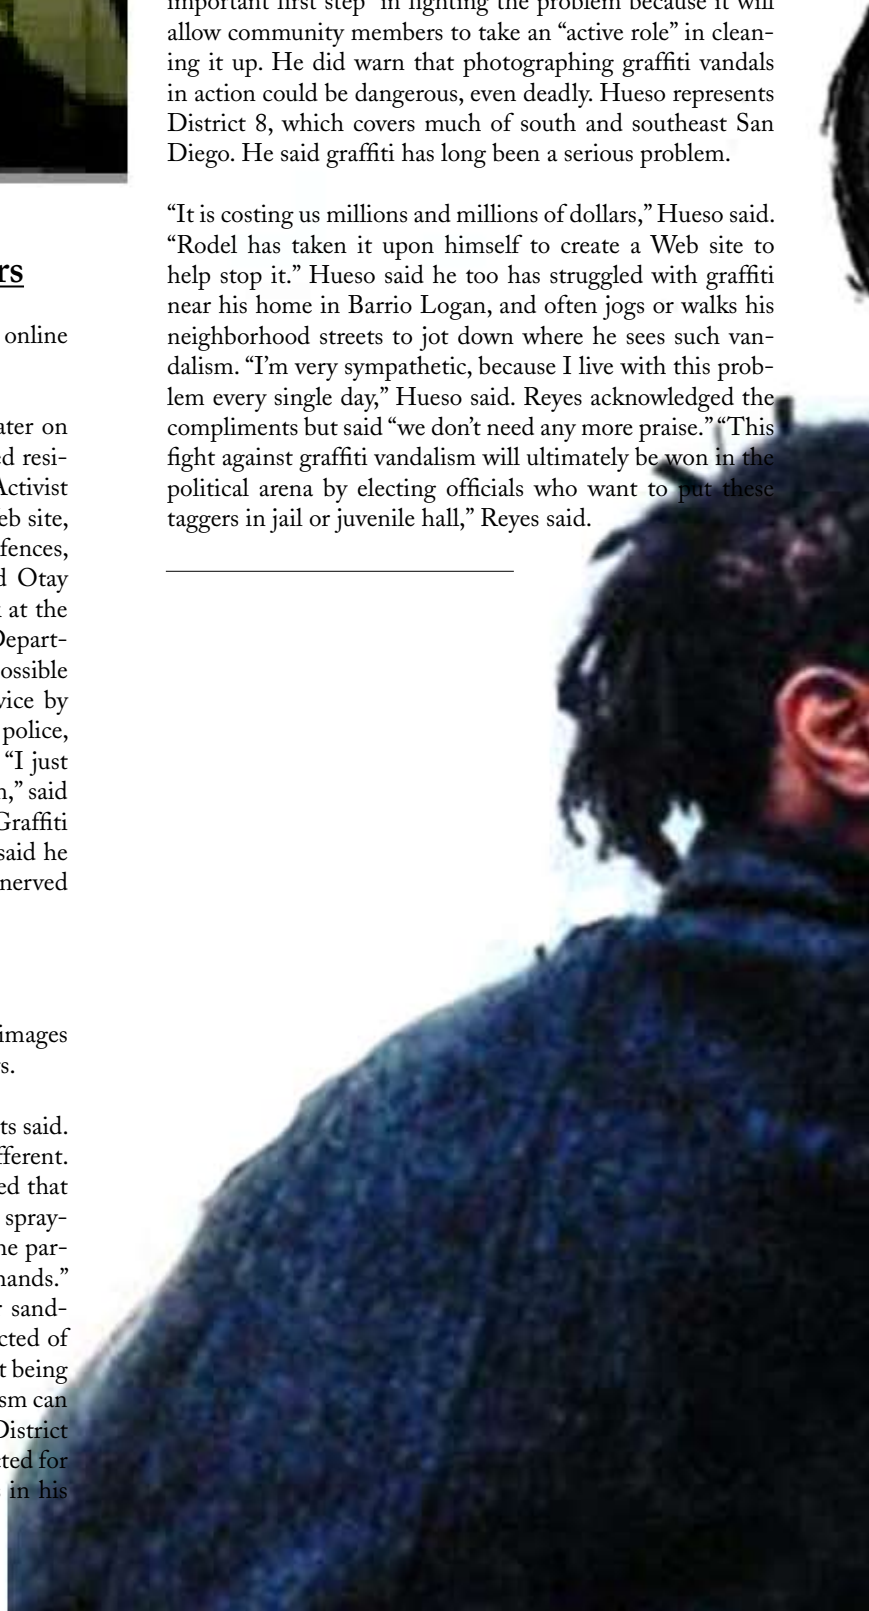 rs
online
ater on
ed resi-
Activist
eb site,
fences,
d Otay
at the
Depart-
ossible
vice by
police,
“I just
n,” said
Graffiti
said he
nerved
images
s.
ts said.
fferent.
ed that
spray-
ne par-
hands.”
r sand-
cted of
t being
sm can
District
ted for
in his
important first step” in fighting the problem because it will
allow community members to take an “active role” in clean-
ing it up. He did warn that photographing graffiti vandals
in action could be dangerous, even deadly. Hueso represents
District 8, which covers much of south and southeast San
Diego. He said graffiti has long been a serious problem.
“It is costing us millions and millions of dollars,” Hueso said.
“Rodel has taken it upon himself to create a Web site to
help stop it.” Hueso said he too has struggled with graffiti
near his home in Barrio Logan, and often jogs or walks his
neighborhood streets to jot down where he sees such van-
dalism. “I’m very sympathetic, because I live with this prob-
lem every single day,” Hueso said. Reyes acknowledged the
compliments but said “we don’t need any more praise.” “This
fight against graffiti vandalism will ultimately be won in the
political arena by electing officials who want to put these
taggers in jail or juvenile hall,” Reyes said.